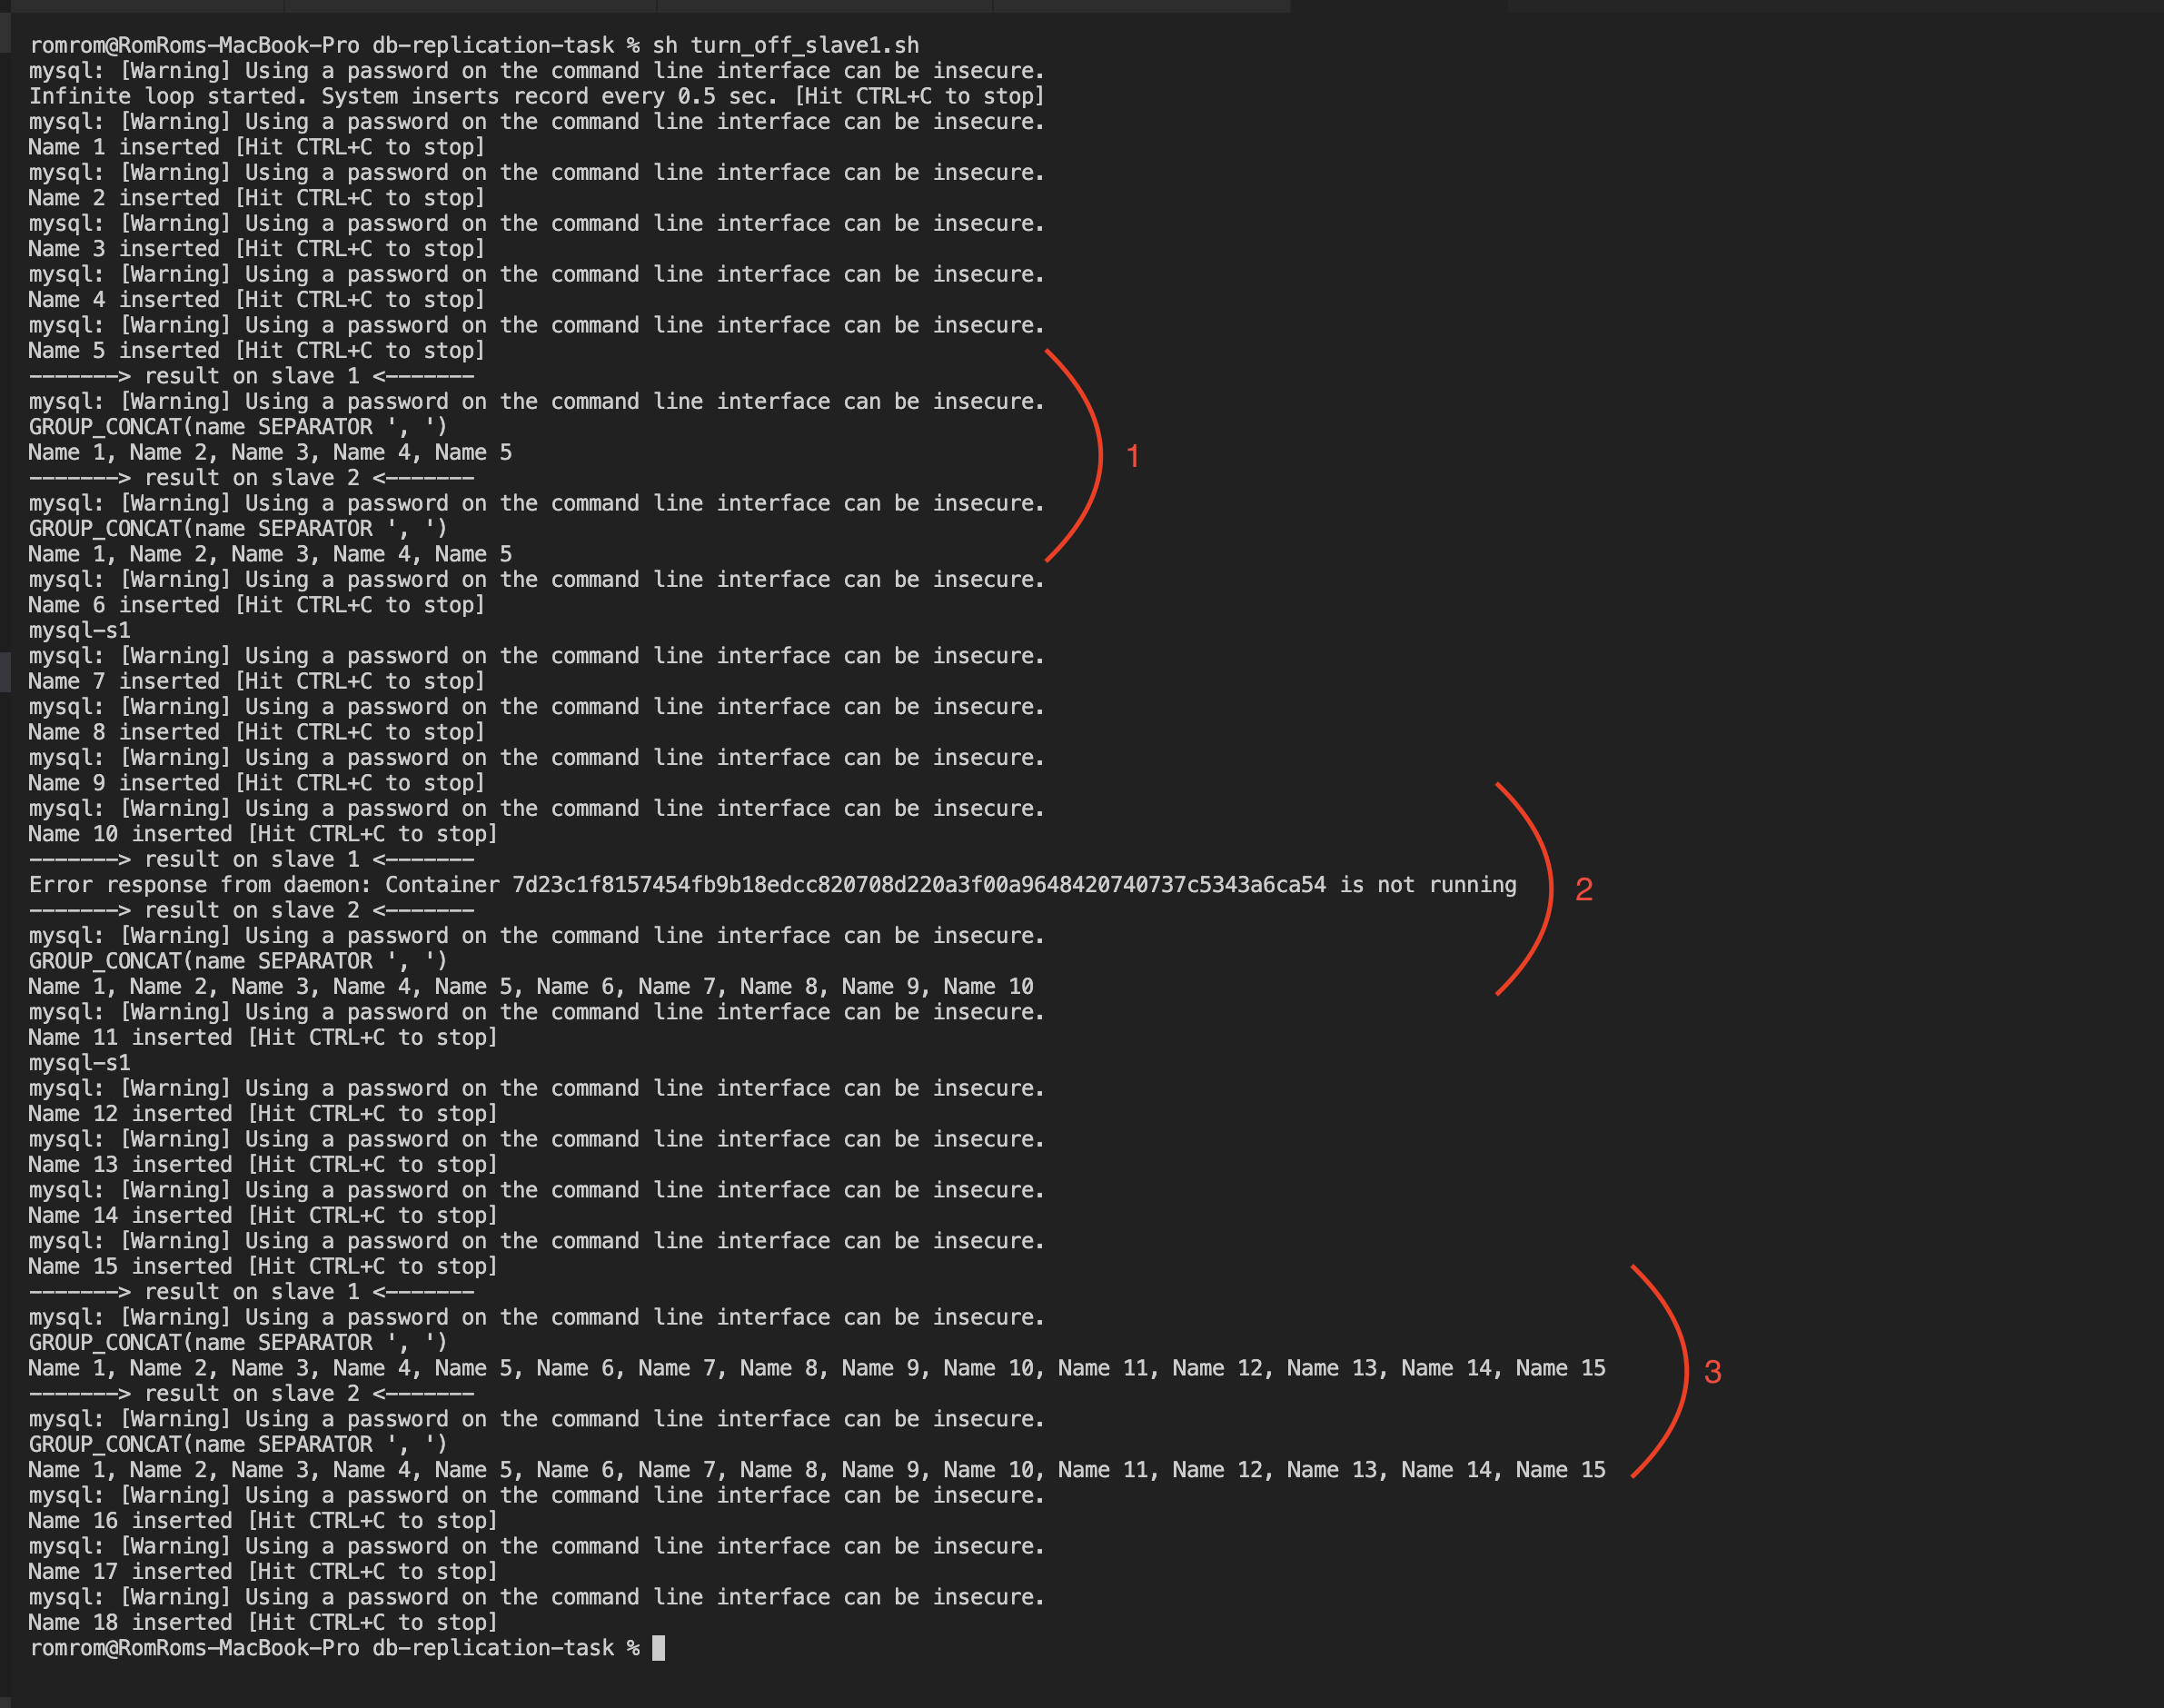 romrom@RomRoms-MacBook-Pro db-replication-task % sh turn_off_slave1.sh
mysql: [Warning] Using a password on the command line interface can be insecure.
Infinite loop started. System inserts record every 0.5 sec. [Hit CTRL+C to stop]
mysql: [Warning] Using a password on the command line interface can be insecure.
Name 1 inserted [Hit CTRL+C to stop]
mysql: [Warning] Using a password on the command line interface can be insecure.
Name 2 inserted [Hit CTRL+C to stop]
mysql: [Warning] Using a password on the command line interface can be insecure.
Name 3 inserted [Hit CTRL+C to stop]
mysql: [Warning] Using a password on the command line interface can be insecure.
Name 4 inserted [Hit CTRL+C to stop]
mysql: [Warning] Using a password on the command line interface can be insecure.
Name 5 inserted [Hit CTRL+C to stop]
-------> result on slave 1 <-------
mysql: [Warning] Using a password on the command line interface can be insecure.
GROUP_CONCAT(name SEPARATOR ', ')
Name 1, Name 2, Name 3, Name 4, Name 5
1
-------> result on slave 2 <-------
mysql: [Warning] Using a password on the command line interface can be insecure.
GROUP_CONCAT(name SEPARATOR ', ')
Name 1, Name 2, Name 3, Name 4, Name 5
mysql: [Warning] Using a password on the command line interface can be insecure.
Name 6 inserted [Hit CTRL+C to stop]
mysql-s1
mysql: [Warning] Using a password on the command line interface can be insecure.
Name 7 inserted [Hit CTRL+C to stop]
mysql: [Warning] Using a password on the command line interface can be insecure.
Name 8 inserted [Hit CTRL+C to stop]
mysql: [Warning] Using a password on the command line interface can be insecure.
Name 9 inserted [Hit CTRL+C to stop]
mysql: [Warning] Using a password on the command line interface can be insecure.
Name 10 inserted [Hit CTRL+C to stop]
-------> result on slave 1 <-------
Error response from daemon: Container 7d23c1f8157454fb9b18edcc820708d220a3f00a9648420740737c5343a6ca54 is not running
2
-------> result on slave 2 <-------
mysql: [Warning] Using a password on the command line interface can be insecure.
GROUP_CONCAT(name SEPARATOR ', ')
Name 1, Name 2, Name 3, Name 4, Name 5, Name 6, Name 7, Name 8, Name 9, Name 10
mysql: [Warning] Using a password on the command line interface can be insecure.
Name 11 inserted [Hit CTRL+C to stop]
mysql-s1
mysql: [Warning] Using a password on the command line interface can be insecure.
Name 12 inserted [Hit CTRL+C to stop]
mysql: [Warning] Using a password on the command line interface can be insecure.
Name 13 inserted [Hit CTRL+C to stop]
mysql: [Warning] Using a password on the command line interface can be insecure.
Name 14 inserted [Hit CTRL+C to stop]
mysql: [Warning] Using a password on the command line interface can be insecure.
Name 15 inserted [Hit CTRL+C to stop]
-------> result on slave 1 <-------
mysql: [Warning] Using a password on the command line interface can be insecure.
GROUP_CONCAT(name SEPARATOR ', ')
Name 1, Name 2, Name 3, Name 4, Name 5, Name 6, Name 7, Name 8, Name 9, Name 10, Name 11, Name 12, Name 13, Name 14, Name 15
3
-------> result on slave 2 <-------
mysql: [Warning] Using a password on the command line interface can be insecure.
GROUP_CONCAT(name SEPARATOR ', ')
Name 1, Name 2, Name 3, Name 4, Name 5, Name 6, Name 7, Name 8, Name 9, Name 10, Name 11, Name 12, Name 13, Name 14, Name 15
mysql: [Warning] Using a password on the command line interface can be insecure.
Name 16 inserted [Hit CTRL+C to stop]
mysql: [Warning] Using a password on the command line interface can be insecure.
Name 17 inserted [Hit CTRL+C to stop]
mysql: [Warning] Using a password on the command line interface can be insecure.
Name 18 inserted [Hit CTRL+C to stop]
romrom@RomRoms-MacBook-Pro db-replication-task %